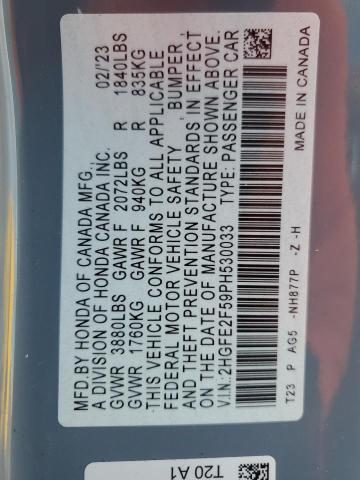 MFD.BY HONDA OF CANADA MFG.,
A DIVISION OF HONDA CANADA INC. 02/'23
GVWR 3880LBS GAWR F 2072LBS R 1840LBS
GVWR 1760KG GAWR F 940KG R 835KG
THIS VEHICLE CONFORMS TO ALL APPLICABLE
FEDERAL MOTOR VEHICLE SAFETY , BUMPER ,
AND THEFT PREVENTION STANDARDS IN EFFECT
ON THE DATE OF MANUFACTURE SHOWN ABOVE.
V.I.N.:2HGFE2F59PH530033 TYPE: PASSENGER CAR
T23 P AG5 -NH877P -Z -H MADE IN CANADA
T20 A1